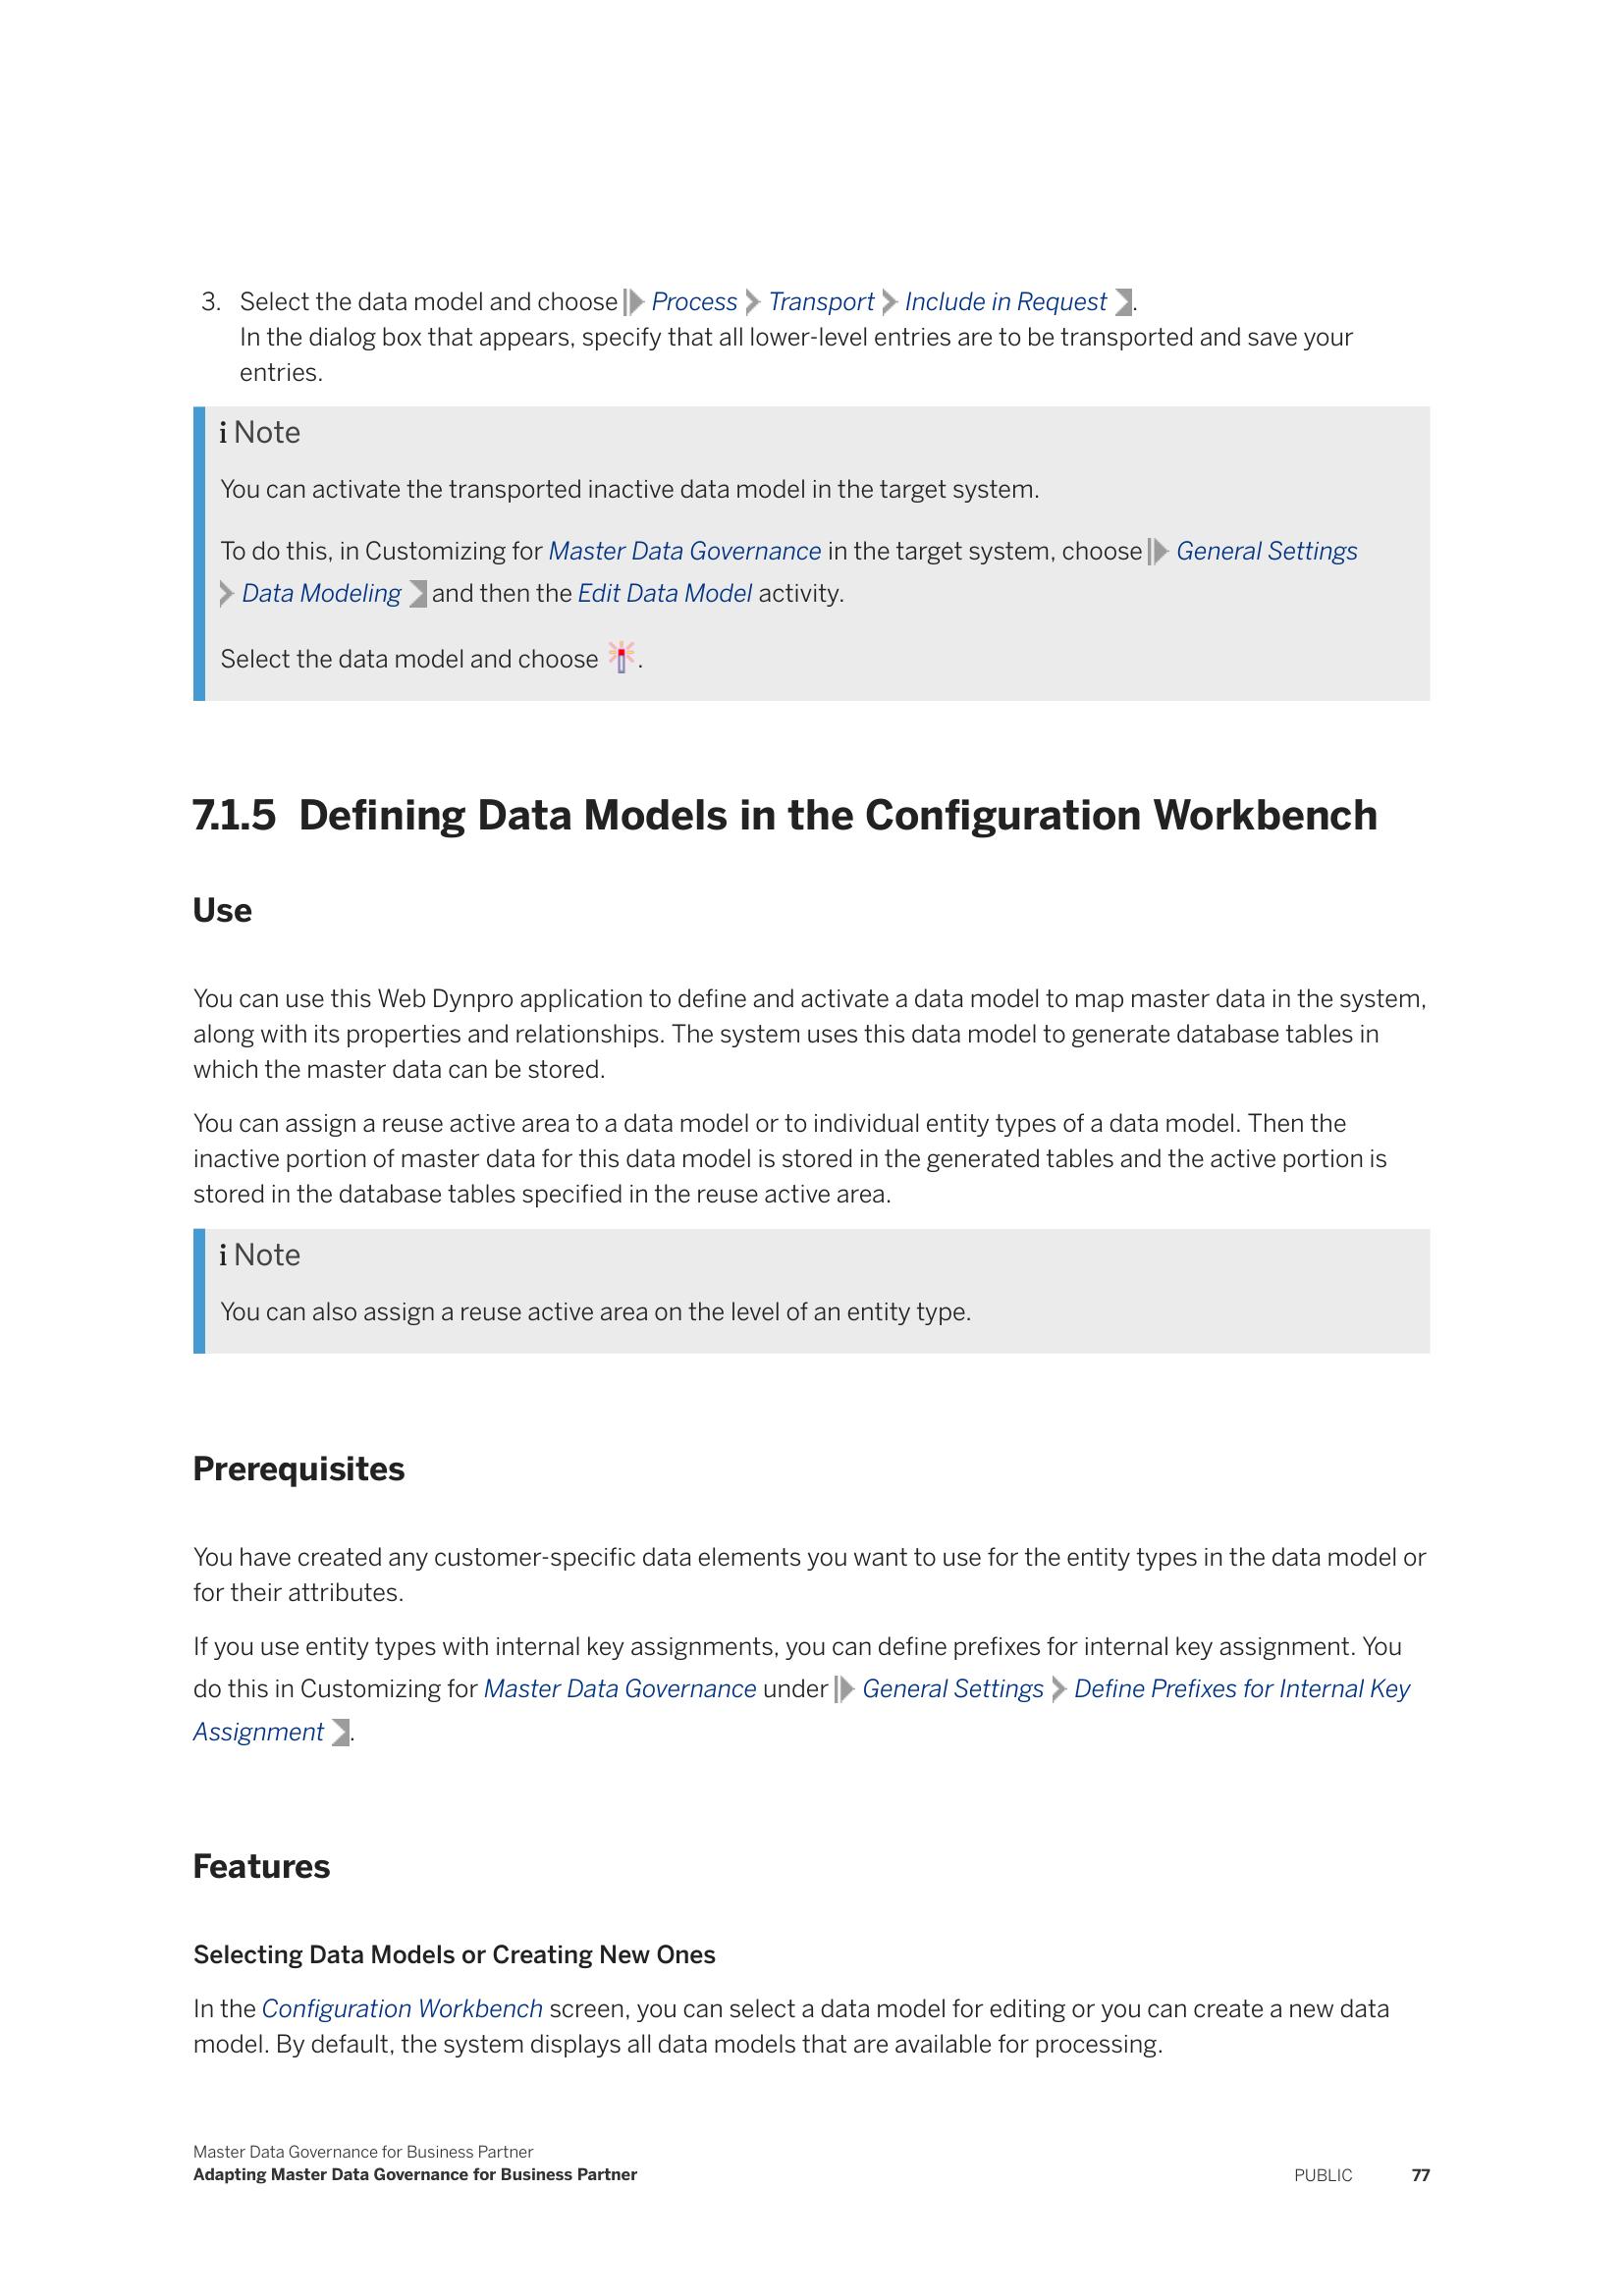 3. Select the data model and choose Process Transport Include in Request .
In the dialog box that appears, specify that all lower-level entries are to be transported and save your
entries.
i Note
You can activate the transported inactive data model in the target system.
To do this, in Customizing for Master Data Governance in the target system, choose General Settings
Data Modeling and then the Edit Data Model activity.
Select the data model and choose .
7.1.5 Defining Data Models in the Configuration Workbench
Use
You can use this Web Dynpro application to define and activate a data model to map master data in the system,
along with its properties and relationships. The system uses this data model to generate database tables in
which the master data can be stored.
You can assign a reuse active area to a data model or to individual entity types of a data model. Then the
inactive portion of master data for this data model is stored in the generated tables and the active portion is
stored in the database tables specified in the reuse active area.
i Note
You can also assign a reuse active area on the level of an entity type.
Prerequisites
You have created any customer-specific data elements you want to use for the entity types in the data model or
for their attributes.
If you use entity types with internal key assignments, you can define prefixes for internal key assignment. You
do this in Customizing for Master Data Governance under General Settings Define Prefixes for Internal Key
Assignment .
Features
Selecting Data Models or Creating New Ones
In the Configuration Workbench screen, you can select a data model for editing or you can create a new data
model. By default, the system displays all data models that are available for processing.
Master Data Governance for Business Partner
Adapting Master Data Governance for Business Partner
PUBLIC 77